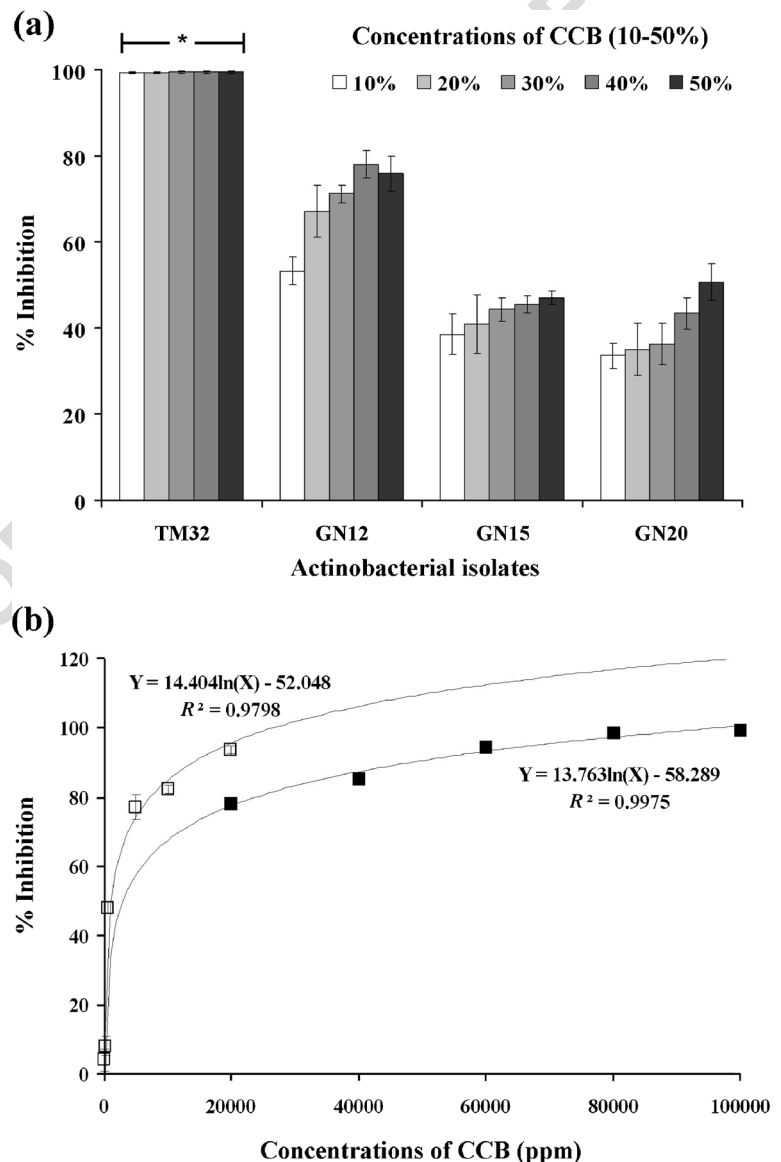 (a)
*
Concentrations of CCB (10-50%)
10% 20% 30% 40% 50%
100
80
60
40
20
0
% Inhibition
TM32 GN12 GN15 GN20
Actinobacterial isolates
(b)
120
100
80
60
40
20
0
% Inhibition
Y = 14.404ln(X) - 52.048
R² = 0.9798
Y = 13.763ln(X) - 58.289
R² = 0.9975
0 20000 40000 60000 80000 100000
Concentrations of CCB (ppm)